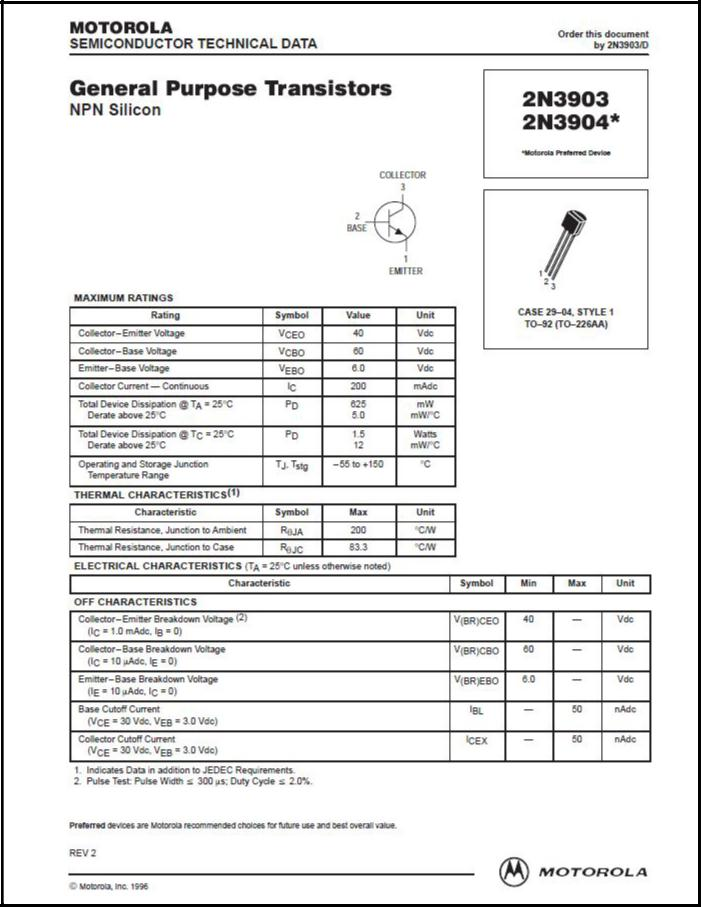 MOTOROLA
SEMICONDUCTOR TECHNICAL DATA
Order this document
by 2N3903/D
General Purpose Transistors
NPN Silicon
2N3903
2N3904*
*Motorola Preferred Device
COLLECTOR
3
2
BASE
1
EMITTER
1
2
3
CASE 29–04, STYLE 1
TO–92 (TO–226AA)
MAXIMUM RATINGS
Rating Symbol Value Unit
Collector–Emitter Voltage VCEO 40 Vdc
Collector–Base Voltage VCBO 60 Vdc
Emitter–Base Voltage VEBO 6.0 Vdc
Collector Current — Continuous IC 200 mAdc
Total Device Dissipation @ TA = 25°C PD 625 mW
Derate above 25°C 5.0 mW/°C
Total Device Dissipation @ TC = 25°C PD 1.5 Watts
Derate above 25°C 12 mW/°C
Operating and Storage Junction TJ, Tstg –55 to +150 °C
Temperature Range
THERMAL CHARACTERISTICS(1)
Characteristic Symbol Max Unit
Thermal Resistance, Junction to Ambient RθJA 200 °C/W
Thermal Resistance, Junction to Case RθJC 83.3 °C/W
ELECTRICAL CHARACTERISTICS (TA = 25°C unless otherwise noted)
Characteristic Symbol Min Max Unit
OFF CHARACTERISTICS
Collector–Emitter Breakdown Voltage (2) V(BR)CEO 40 — Vdc
(IC = 1.0 mAdc, IB = 0)
Collector–Base Breakdown Voltage V(BR)CBO 60 — Vdc
(IC = 10 µAdc, IE = 0)
Emitter–Base Breakdown Voltage V(BR)EBO 6.0 — Vdc
(IE = 10 µAdc, IC = 0)
Base Cutoff Current IBL — 50 nAdc
(VCE = 30 Vdc, VEB = 3.0 Vdc)
Collector Cutoff Current ICEX — 50 nAdc
(VCE = 30 Vdc, VEB = 3.0 Vdc)
1. Indicates Data in addition to JEDEC Requirements.
2. Pulse Test: Pulse Width ≤ 300 µs; Duty Cycle ≤ 2.0%.
Preferred devices are Motorola recommended choices for future use and best overall value.
REV 2
MOTOROLA
© Motorola, Inc. 1996